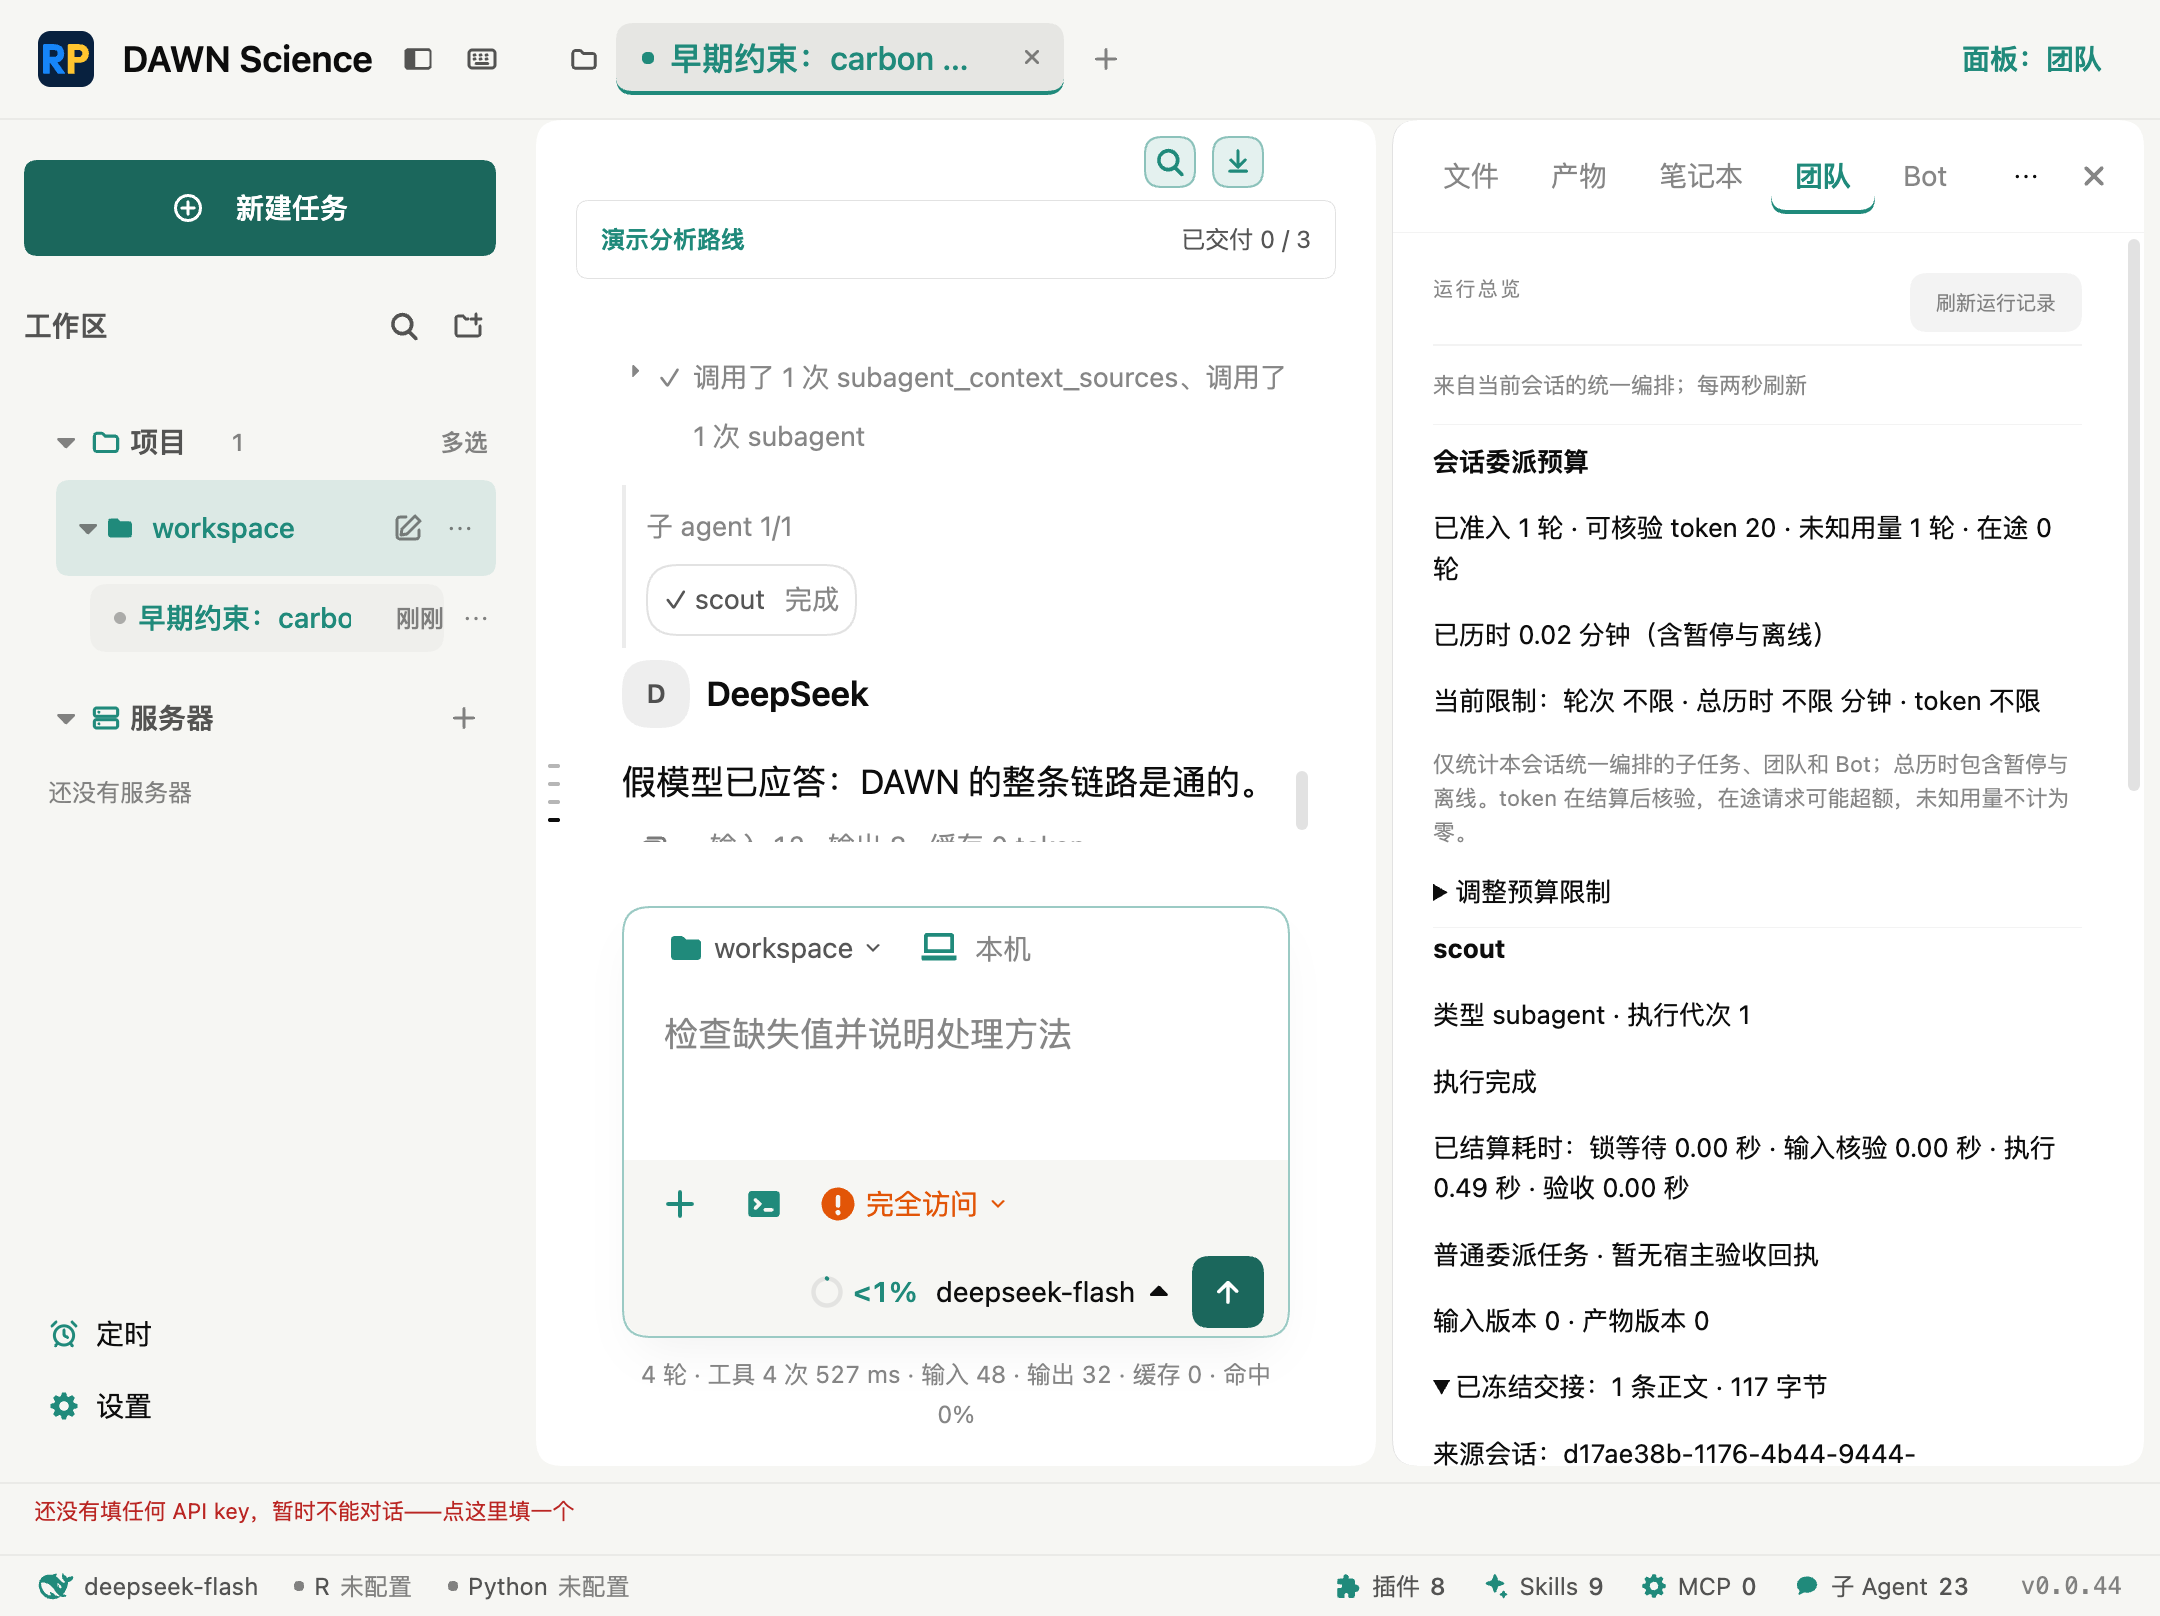 RP DAWN Science
早期约束：carbon ...
面板：团队
新建任务
工作区
项目 1 多选
workspace
早期约束：carbo 刚刚
服务器
还没有服务器
定时
设置
演示分析路线 已交付 0 / 3
调用了 1 次 subagent_context_sources、调用了
1 次 subagent
子 agent 1/1
scout 完成
D DeepSeek
假模型已应答：DAWN 的整条链路是通的。
workspace 本机
检查缺失值并说明处理方法
完全访问
<1% deepseek-flash
4 轮 · 工具 4 次 527 ms · 输入 48 · 输出 32 · 缓存 0 · 命中
0%
文件 产物 笔记本 团队 Bot
运行总览 刷新运行记录
来自当前会话的统一编排；每两秒刷新
会话委派预算
已准入 1 轮 · 可核验 token 20 · 未知用量 1 轮 · 在途 0
轮
已历时 0.02 分钟（含暂停与离线）
当前限制：轮次 不限 · 总历时 不限 分钟 · token 不限
仅统计本会话统一编排的子任务、团队和 Bot；总历时包含暂停与
离线。token 在结算后核验，在途请求可能超额，未知用量不计为
零。
调整预算限制
scout
类型 subagent · 执行代次 1
执行完成
已结算耗时：锁等待 0.00 秒 · 输入核验 0.00 秒 · 执行
0.49 秒 · 验收 0.00 秒
普通委派任务 · 暂无宿主验收回执
输入版本 0 · 产物版本 0
已冻结交接：1 条正文 · 117 字节
来源会话：d17ae38b-1176-4b44-9444-
还没有填任何 API key，暂时不能对话——点这里填一个
deepseek-flash R 未配置 Python 未配置
插件 8 Skills 9 MCP 0 子 Agent 23 v0.0.44